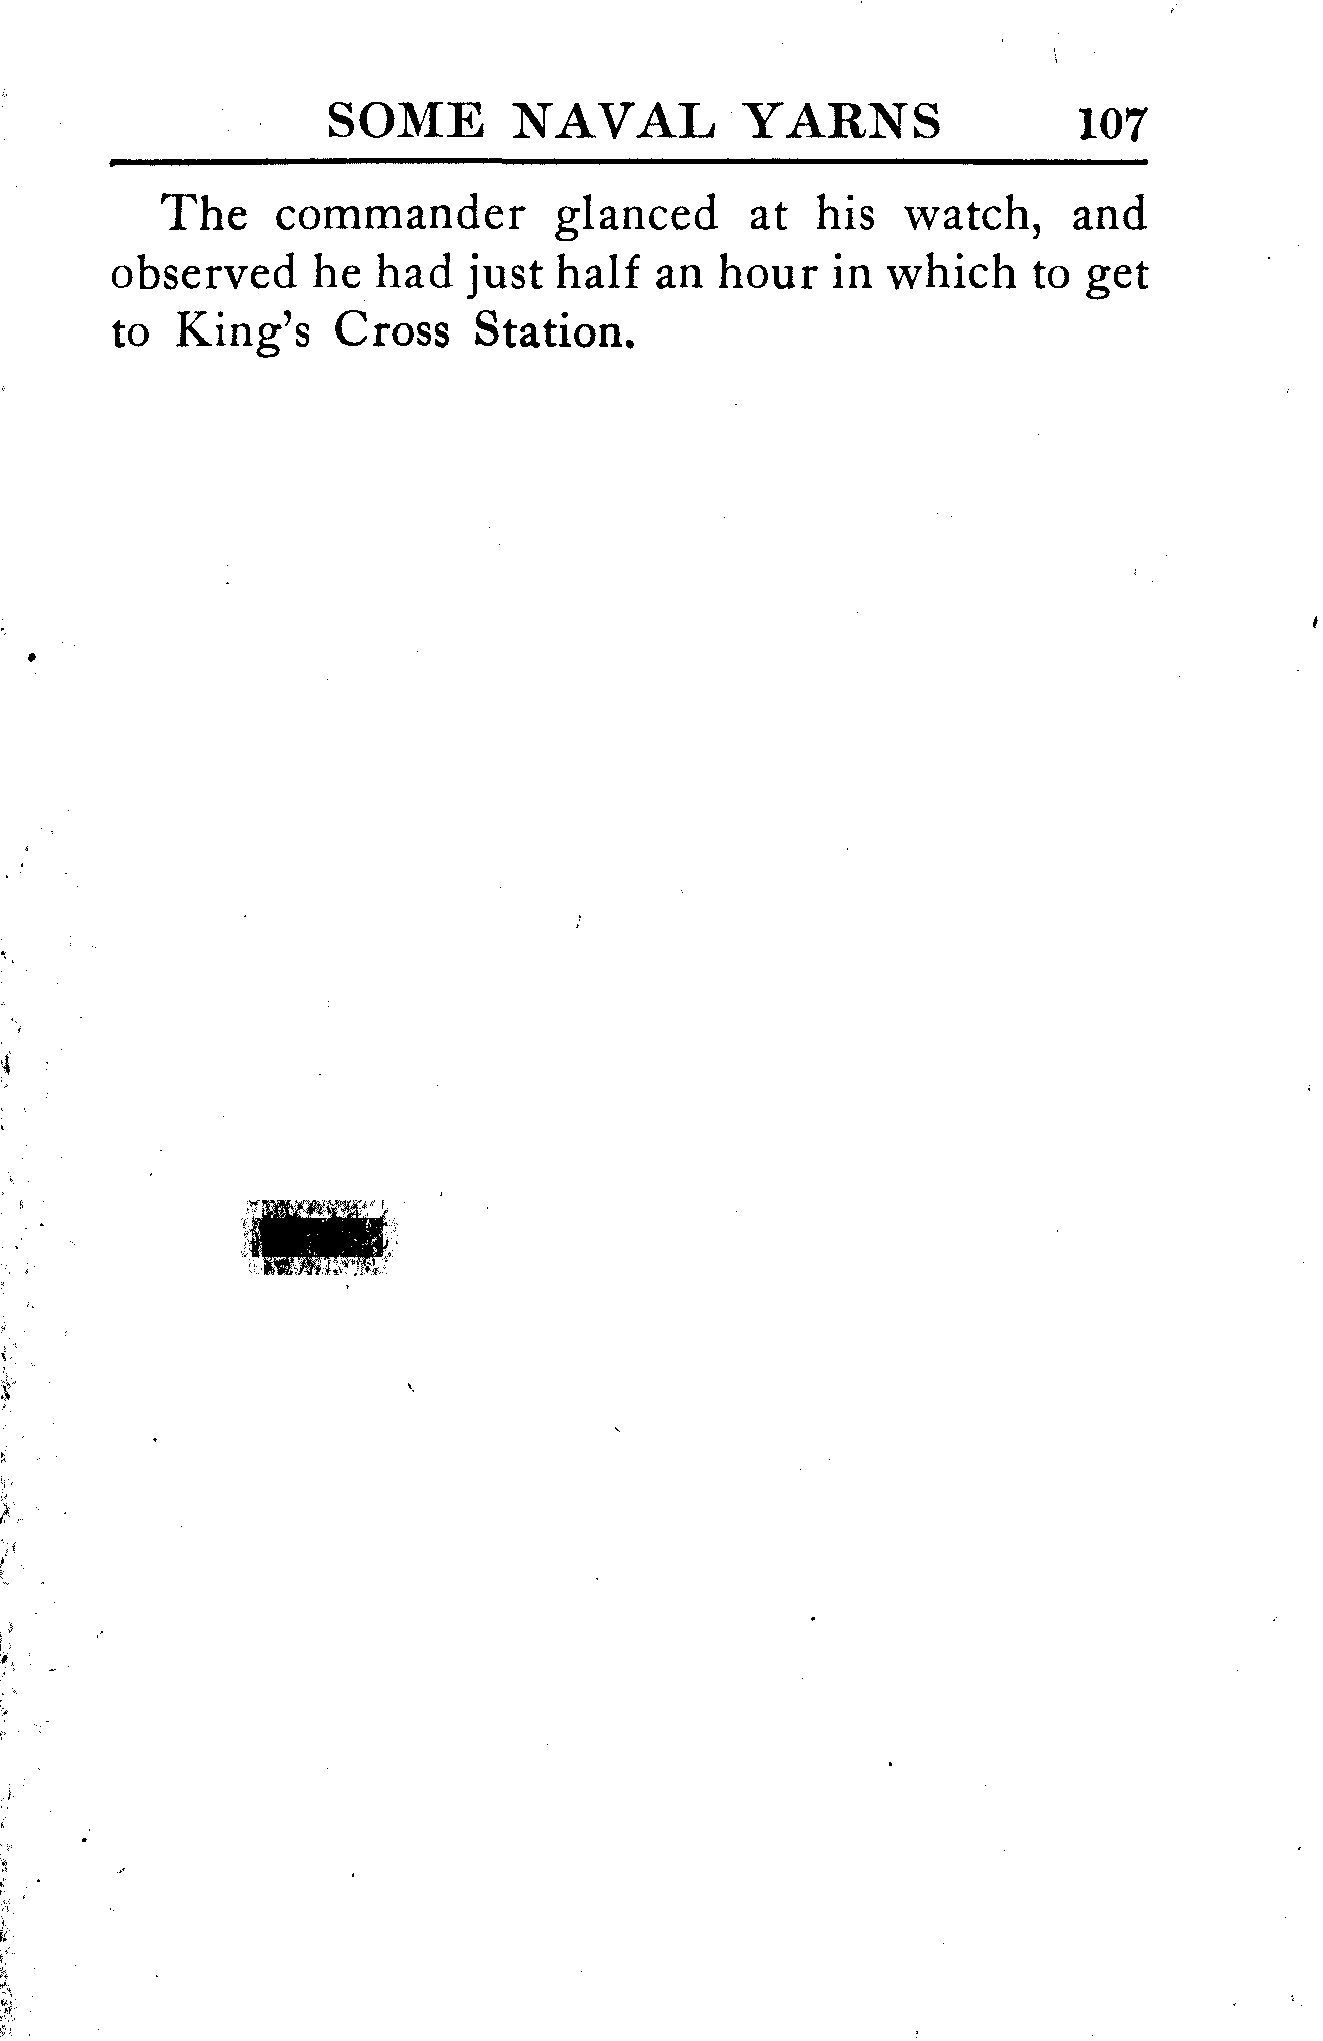 SOME NAVAL YARNS 107
The commander glanced at his watch, and
observed he had just half an hour in which to get
to King's Cross Station.